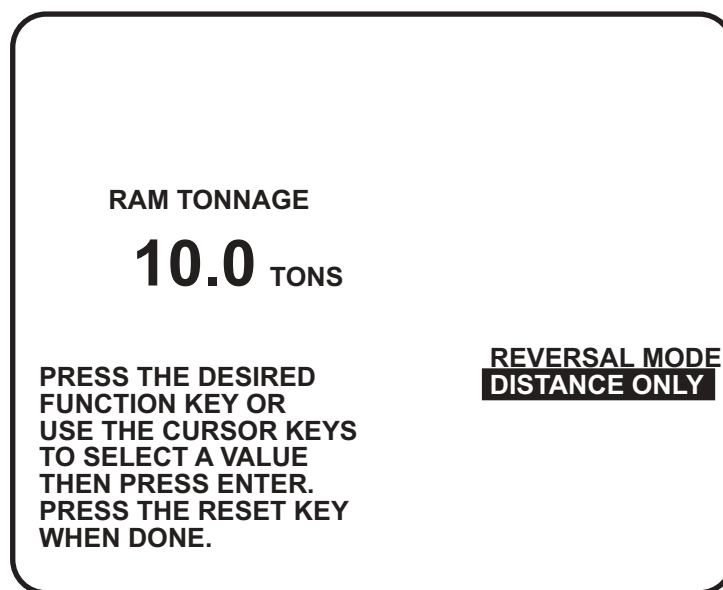 RAM TONNAGE
10.0 TONS
PRESS THE DESIRED
FUNCTION KEY OR
USE THE CURSOR KEYS
TO SELECT A VALUE
THEN PRESS ENTER.
PRESS THE RESET KEY
WHEN DONE.
REVERSAL MODE
DISTANCE ONLY